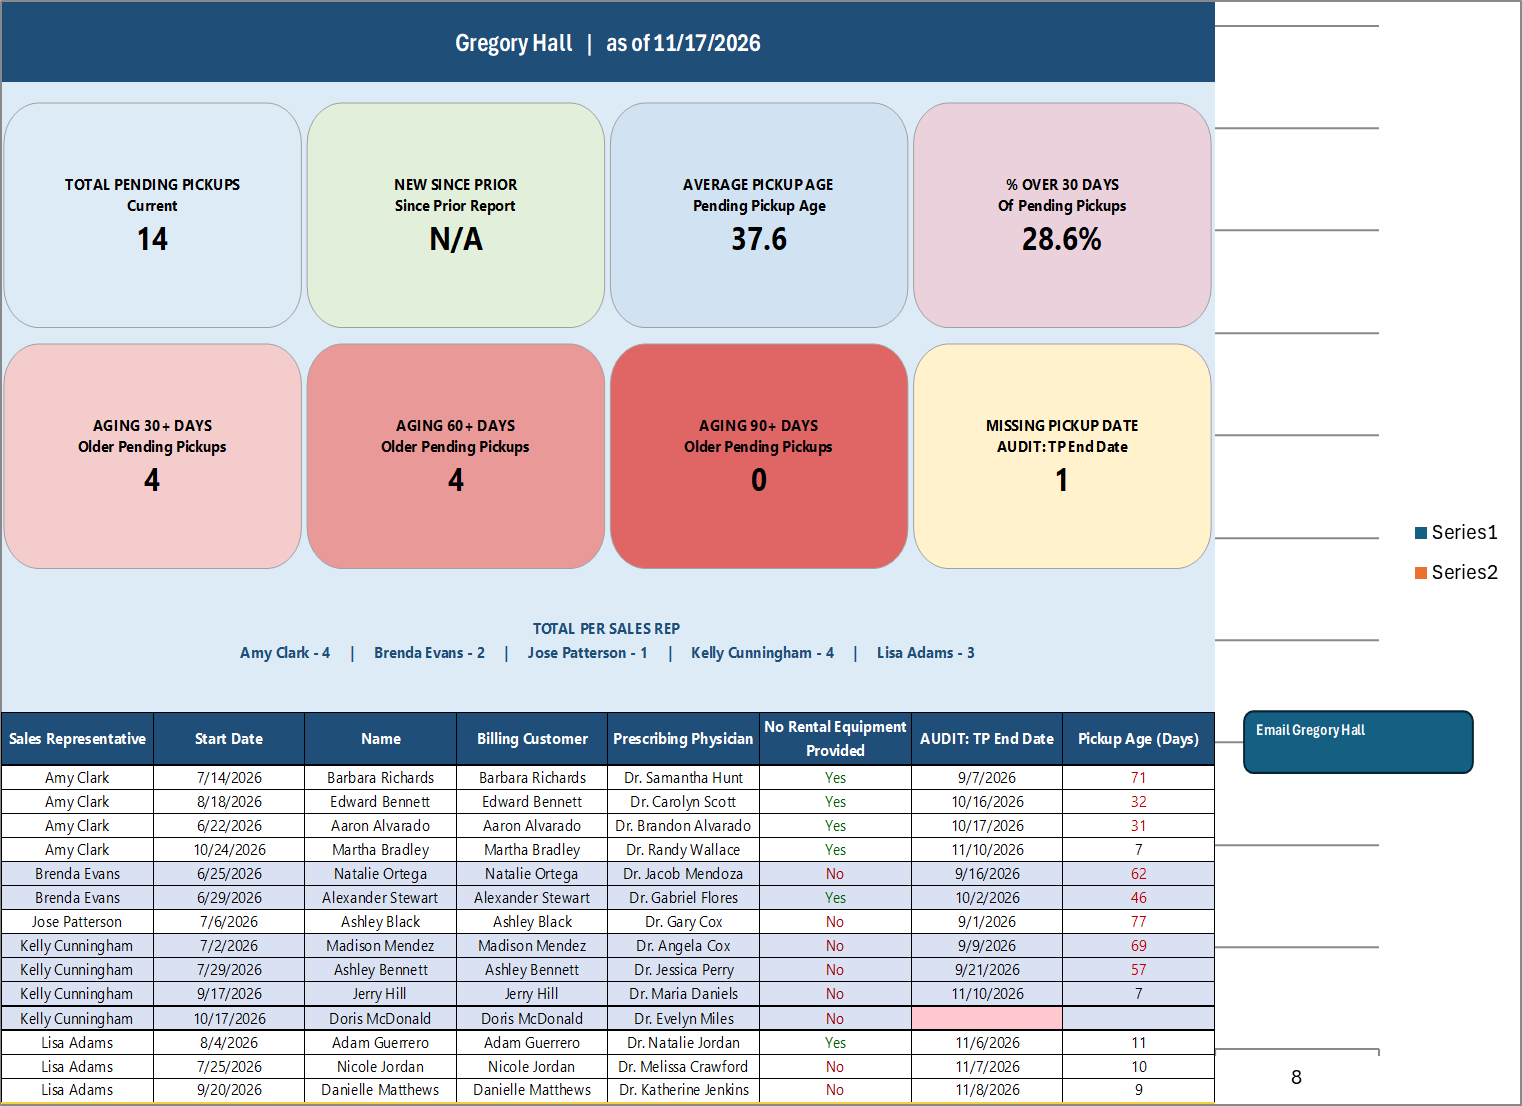 Gregory Hall | as of 11/17/2026
TOTAL PENDING PICKUPS
Current
14
NEW SINCE PRIOR
Since Prior Report
N/A
AVERAGE PICKUP AGE
Pending Pickup Age
37.6
% OVER 30 DAYS
Of Pending Pickups
28.6%
AGING 30+ DAYS
Older Pending Pickups
4
AGING 60+ DAYS
Older Pending Pickups
4
AGING 90+ DAYS
Older Pending Pickups
0
MISSING PICKUP DATE
AUDIT: TP End Date
1
Series1
Series2
TOTAL PER SALES REP
Amy Clark - 4 | Brenda Evans - 2 | Jose Patterson - 1 | Kelly Cunningham - 4 | Lisa Adams - 3
Email Gregory Hall
Sales Representative Start Date Name Billing Customer Prescribing Physician No Rental Equipment Provided AUDIT: TP End Date Pickup Age (Days)
Amy Clark 7/14/2026 Barbara Richards Barbara Richards Dr. Samantha Hunt Yes 9/7/2026 71
Amy Clark 8/18/2026 Edward Bennett Edward Bennett Dr. Carolyn Scott Yes 10/16/2026 32
Amy Clark 6/22/2026 Aaron Alvarado Aaron Alvarado Dr. Brandon Alvarado Yes 10/17/2026 31
Amy Clark 10/24/2026 Martha Bradley Martha Bradley Dr. Randy Wallace Yes 11/10/2026 7
Brenda Evans 6/25/2026 Natalie Ortega Natalie Ortega Dr. Jacob Mendoza No 9/16/2026 62
Brenda Evans 6/29/2026 Alexander Stewart Alexander Stewart Dr. Gabriel Flores Yes 10/2/2026 46
Jose Patterson 7/6/2026 Ashley Black Ashley Black Dr. Gary Cox No 9/1/2026 77
Kelly Cunningham 7/2/2026 Madison Mendez Madison Mendez Dr. Angela Cox No 9/9/2026 69
Kelly Cunningham 7/29/2026 Ashley Bennett Ashley Bennett Dr. Jessica Perry No 9/21/2026 57
Kelly Cunningham 9/17/2026 Jerry Hill Jerry Hill Dr. Maria Daniels No 11/10/2026 7
Kelly Cunningham 10/17/2026 Doris McDonald Doris McDonald Dr. Evelyn Miles No
Lisa Adams 8/4/2026 Adam Guerrero Adam Guerrero Dr. Natalie Jordan Yes 11/6/2026 11
Lisa Adams 7/25/2026 Nicole Jordan Nicole Jordan Dr. Melissa Crawford No 11/7/2026 10
Lisa Adams 9/20/2026 Danielle Matthews Danielle Matthews Dr. Katherine Jenkins No 11/8/2026 9
8